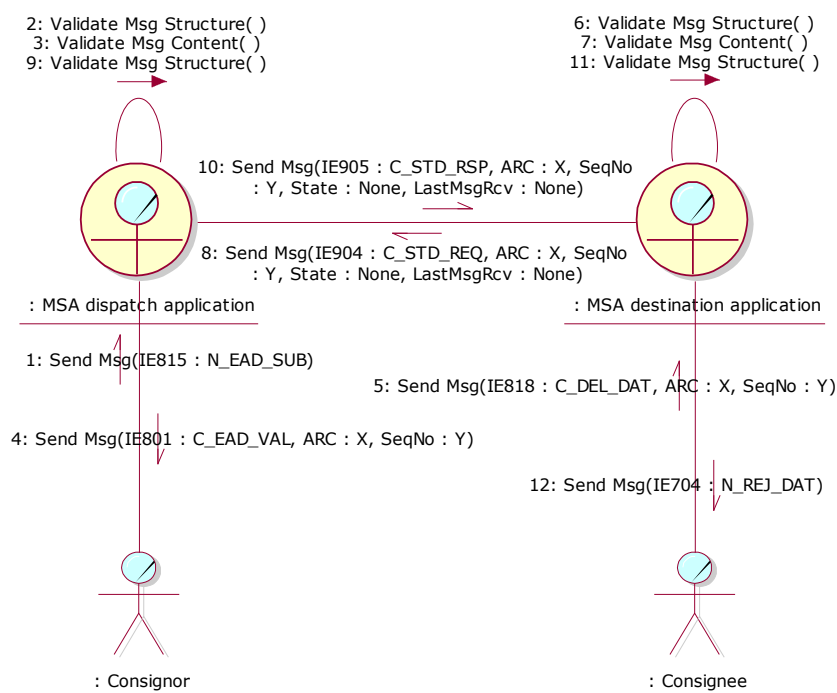 2: Validate Msg Structure( )
3: Validate Msg Content( )
9: Validate Msg Structure( )
6: Validate Msg Structure( )
7: Validate Msg Content( )
11: Validate Msg Structure( )
10: Send Msg(IE905 : C_STD_RSP, ARC : X, SeqNo
: Y, State : None, LastMsgRcv : None)
8: Send Msg(IE904 : C_STD_REQ, ARC : X, SeqNo
: Y, State : None, LastMsgRcv : None)
: MSA dispatch application
: MSA destination application
1: Send Msg(IE815 : N_EAD_SUB)
5: Send Msg(IE818 : C_DEL_DAT, ARC : X, SeqNo : Y)
4: Send Msg(IE801 : C_EAD_VAL, ARC : X, SeqNo : Y)
12: Send Msg(IE704 : N_REJ_DAT)
: Consignor
: Consignee